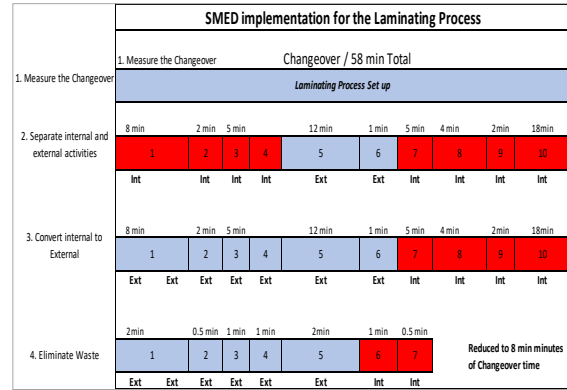 SMED implementation for the Laminating Process
1. Measure the Changeover Changeover / 58 min Total
1. Measure the Changeover
Laminating Process Set up
8 min 2 min 5 min 12 min 1 min 5 min 4 min 2min 18min
2. Separate internal and
external activities
1 2 3 4 5 6 7 8 9 10
Int Int Int Int Ext Ext Int Int Int Int
8 min 2 min 5 min 12 min 1 min 5 min 4 min 2min 18min
3. Convert internal to
External
1 2 3 4 5 6 7 8 9 10
Ext Ext Ext Ext Ext Ext Ext Int Int Int Int
2min 0.5 min 1 min 1 min 2min 1 min 0.5 min
4. Eliminate Waste
1 2 3 4 5 6 7
Ext Ext Ext Ext Ext Ext Int Int
Reduced to 8 min minutes
of Changeover time